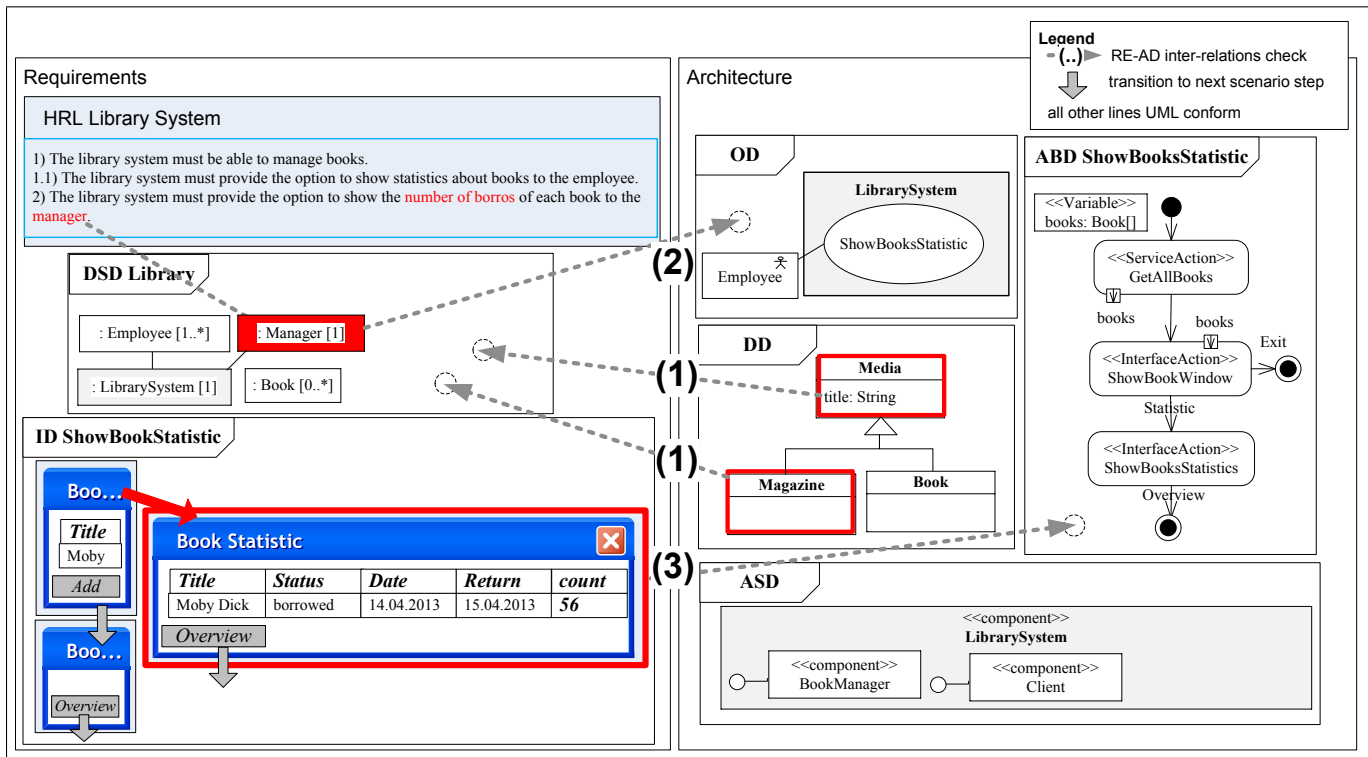 Legend
(..) RE-AD inter-relations check
transition to next scenario step
all other lines UML conform
Requirements
HRL Library System
1) The library system must be able to manage books.
1.1) The library system must provide the option to show statistics about books to the employee.
2) The library system must provide the option to show the number of borros of each book to the
manager.
DSD Library
: Employee [1..*]
: Manager [1]
: LibrarySystem [1]
: Book [0..*]
ID ShowBookStatistic
Boo...
Title
Moby
Add
Boo...
Overview
Book Statistic
Title Status Date Return count
Moby Dick borrowed 14.04.2013 15.04.2013 56
Overview
(2)
(1)
(1)
(3)
Architecture
OD
LibrarySystem
ShowBooksStatistic
Employee
DD
Media
title: String
Magazine
Book
ABD ShowBooksStatistic
<<Variable>>
books: Book[]
<<ServiceAction>>
GetAllBooks
books
books
Exit
<<InterfaceAction>>
ShowBookWindow
Statistic
<<InterfaceAction>>
ShowBooksStatistics
Overview
ASD
<<component>>
LibrarySystem
<<component>>
BookManager
<<component>>
Client